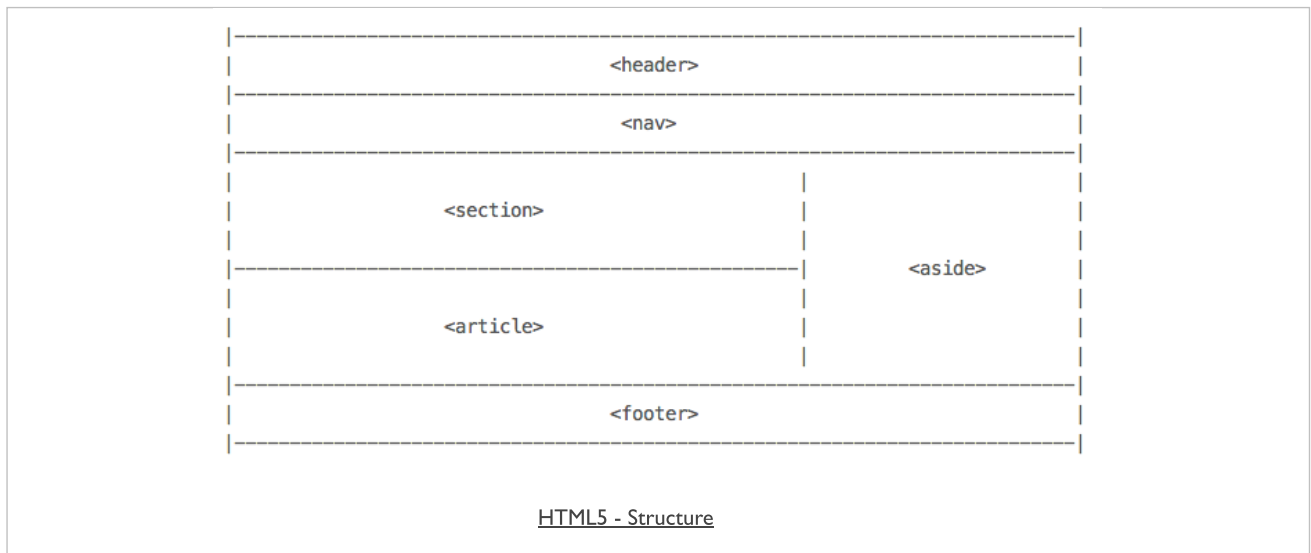 <header>
<nav>
<section>
<aside>
<article>
<footer>
HTML5 - Structure